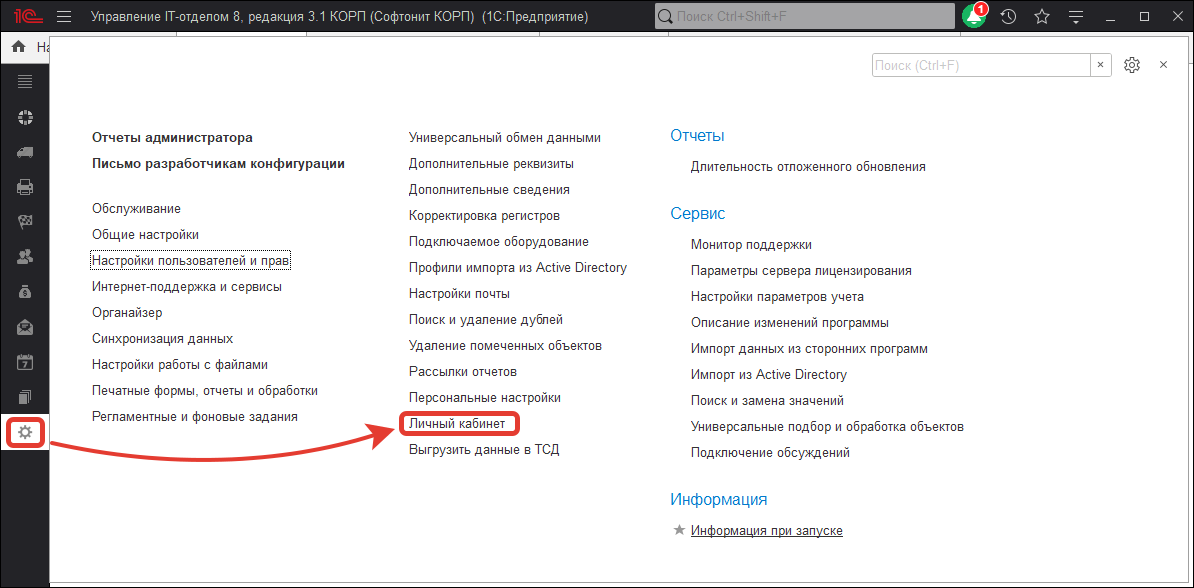 1С Управление IT-отделом 8, редакция 3.1 КОРП (Софтонит КОРП) (1С:Предприятие)
Поиск Ctrl+Shift+F
1
На
Поиск (Ctrl+F)
Отчеты администратора
Письмо разработчикам конфигурации
Обслуживание
Общие настройки
Настройки пользователей и прав
Интернет-поддержка и сервисы
Органайзер
Синхронизация данных
Настройки работы с файлами
Печатные формы, отчеты и обработки
Регламентные и фоновые задания
Универсальный обмен данными
Дополнительные реквизиты
Дополнительные сведения
Корректировка регистров
Подключаемое оборудование
Профили импорта из Active Directory
Настройки почты
Поиск и удаление дублей
Удаление помеченных объектов
Рассылки отчетов
Персональные настройки
Личный кабинет
Выгрузить данные в ТСД
Отчеты
Длительность отложенного обновления
Сервис
Монитор поддержки
Параметры сервера лицензирования
Настройки параметров учета
Описание изменений программы
Импорт данных из сторонних программ
Импорт из Active Directory
Поиск и замена значений
Универсальные подбор и обработка объектов
Подключение обсуждений
Информация
Информация при запуске
7